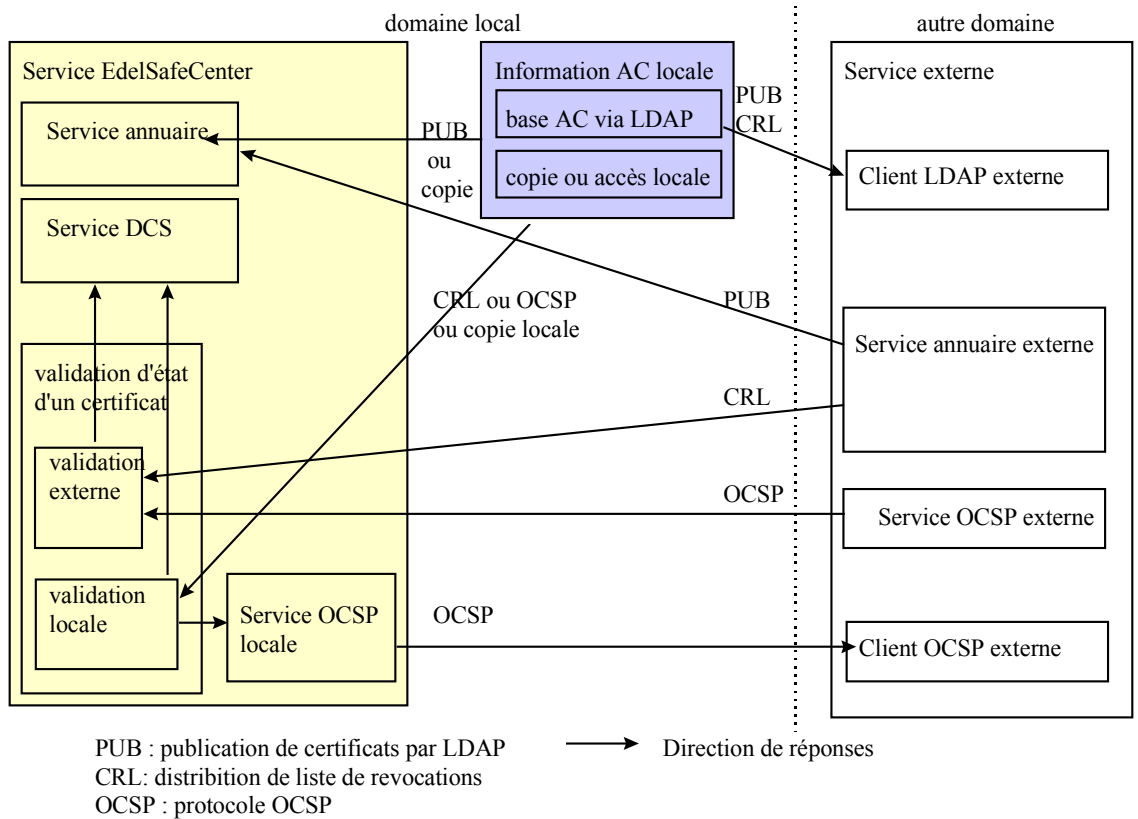 domaine local
autre domaine
Service EdelSafeCenter
Service annuaire
Service DCS
validation d'état
d'un certificat
validation
externe
validation
locale
Service OCSP
locale
Information AC locale
base AC via LDAP
copie ou accès locale
PUB
ou
copie
PUB
CRL
CRL ou OCSP
ou copie locale
PUB
CRL
OCSP
OCSP
Service externe
Client LDAP externe
Service annuaire externe
Service OCSP externe
Client OCSP externe
PUB : publication de certificats par LDAP
Direction de réponses
CRL: distribition de liste de revocations
OCSP : protocole OCSP